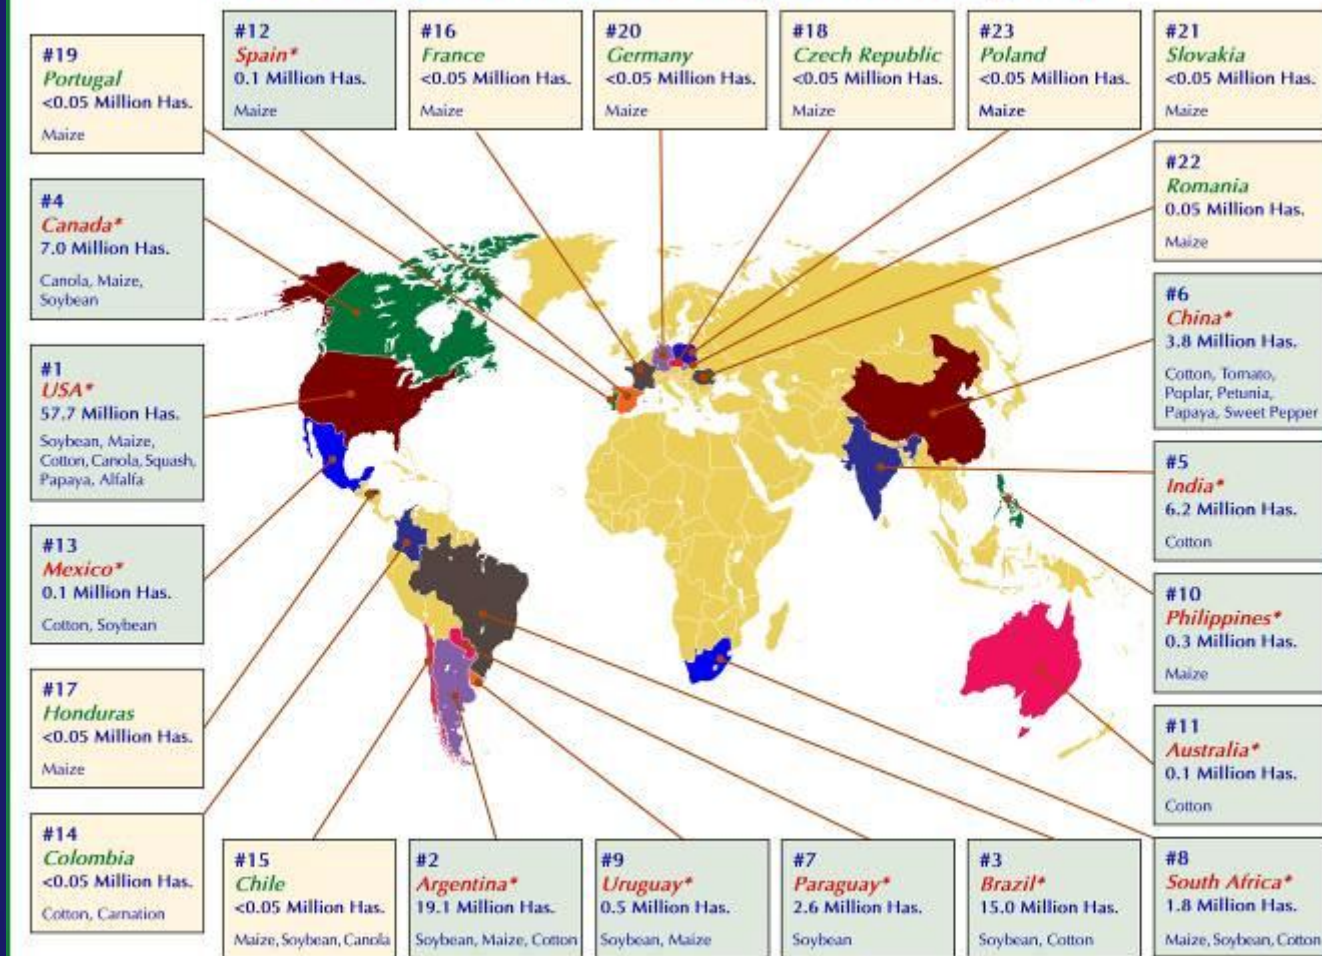 #19
Portugal
<0.05 Million Has.
Maize
#12
Spain*
0.1 Million Has.
Maize
#16
France
<0.05 Million Has.
Maize
#20
Germany
<0.05 Million Has.
Maize
#18
Czech Republic
<0.05 Million Has.
Maize
#23
Poland
<0.05 Million Has.
Maize
#21
Slovakia
<0.05 Million Has.
Maize
#22
Romania
0.05 Million Has.
Maize
#4
Canada*
7.0 Million Has.
Canola, Maize,
Soybean
#6
China*
3.8 Million Has.
Cotton, Tomato,
Poplar, Petunia,
Papaya, Sweet Pepper
#1
USA*
57.7 Million Has.
Soybean, Maize,
Cotton, Canola, Squash,
Papaya, Alfalfa
#5
India*
6.2 Million Has.
Cotton
#13
Mexico*
0.1 Million Has.
Cotton, Soybean
#10
Philippines*
0.3 Million Has.
Maize
#17
Honduras
<0.05 Million Has.
Maize
#11
Australia*
0.1 Million Has.
Cotton
#14
Colombia
<0.05 Million Has.
Cotton, Carnation
#15
Chile
<0.05 Million Has.
Maize, Soybean, Canola
#2
Argentina*
19.1 Million Has.
Soybean, Maize, Cotton
#9
Uruguay*
0.5 Million Has.
Soybean, Maize
#7
Paraguay*
2.6 Million Has.
Soybean
#3
Brazil*
15.0 Million Has.
Soybean, Cotton
#8
South Africa*
1.8 Million Has.
Maize, Soybean, Cotton